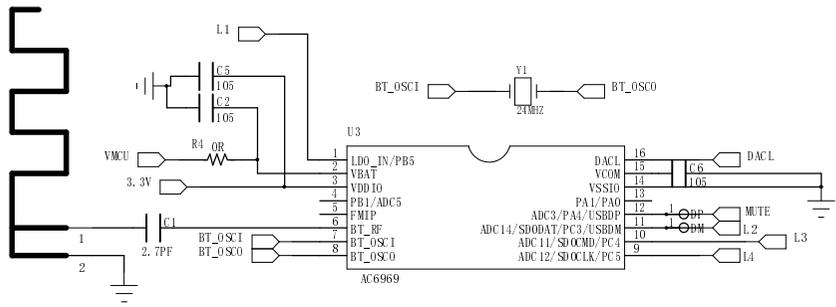 L1
C5
105
C2
105
Y1
BT_OSCI
BT_OSCO
24MHZ
U3
R4 0R
VMCU
3.3V
1 LDO_IN/PB5
2 VBAT
3 VDDIO
4 PB1/ADC5
5 FMIP
6 BT_RF
7 BT_OSCI
8 BT_OSCO
DACL 16
VCOM 15
VSSIO 14
PA1/PA0 13
ADC3/PA4/USBDP 12
ADC14/SD0DAT/PC3/USBDM 11
ADC11/SD0CMD/PC4 10
ADC12/SD0CLK/PC5 9
DACL
C6
105
1 DP MUTE
1 DM L2
L3
L4
C1
2.7PF
1
2
BT_OSCI
BT_OSCO
AC6969